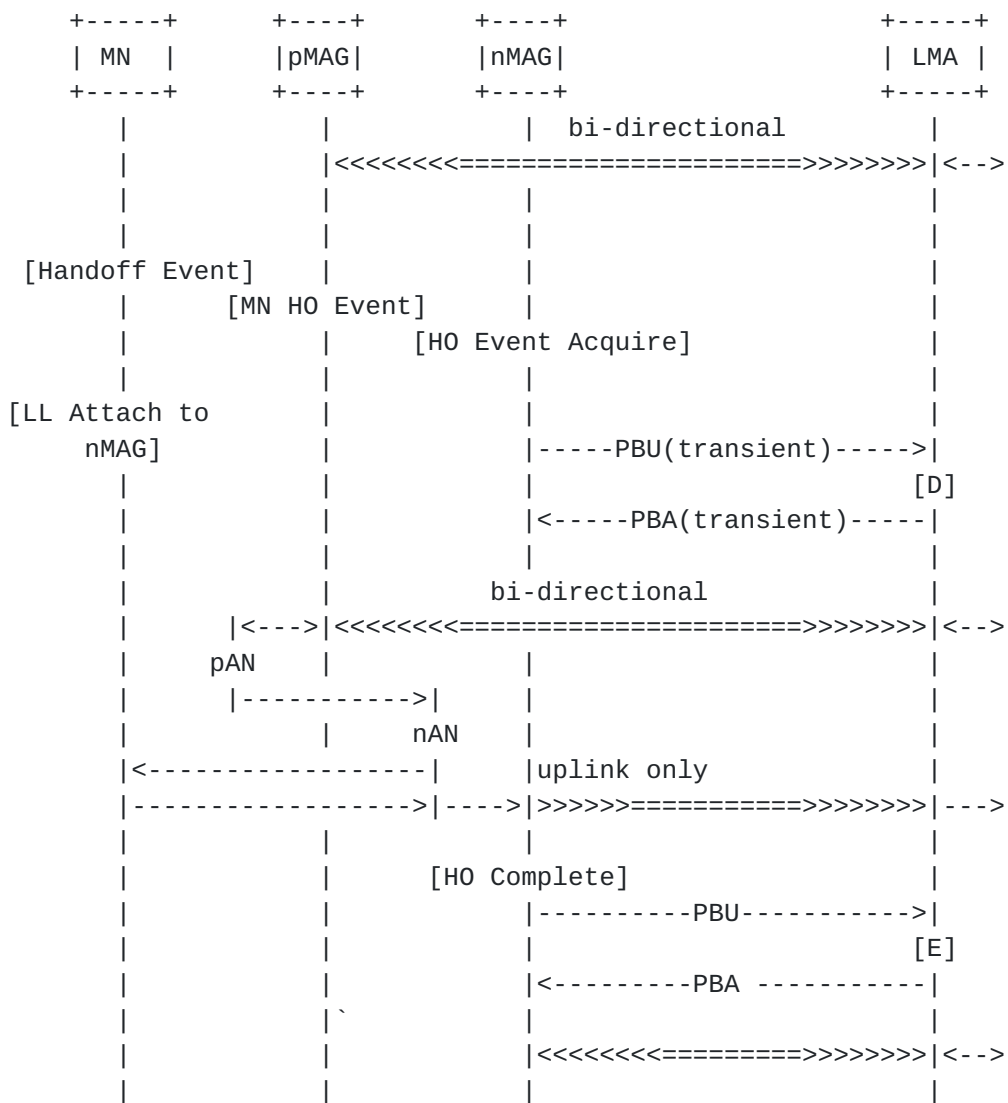 +-----+      +----+       +----+                    +-----+
| MN  |      |pMAG|       |nMAG|                    | LMA |
+-----+      +----+       +----+                    +-----+
   |            |            |  bi-directional         |
   |            |<<<<<<<<======================>>>>>>>>|<-->
   |            |            |                         |
   |            |            |                         |
[Handoff Event]    |            |                         |
   |      [MN HO Event]      |                         |
   |            |     [HO Event Acquire]               |
   |            |            |                         |
[LL Attach to       |            |                         |
nMAG]          |            |-----PBU(transient)----->|
   |            |            |                        [D]
   |            |            |<-----PBA(transient)-----|
   |            |            |                         |
   |            |          bi-directional              |
   |      |<--->|<<<<<<<<======================>>>>>>>>|<-->
   |     pAN    |            |                         |
   |      |----------->|     |                         |
   |            |     nAN    |                         |
   |<------------------|     |uplink only              |
   |------------------>|---->|>>>>>>===========>>>>>>>>|--->
   |            |            |                         |
   |            |      [HO Complete]                   |
   |            |            |----------PBU----------->|
   |            |            |                        [E]
   |            |            |<---------PBA -----------|
   |            |`           |                         |
   |            |            |<<<<<<<<=========>>>>>>>>|<-->
   |            |            |                         |